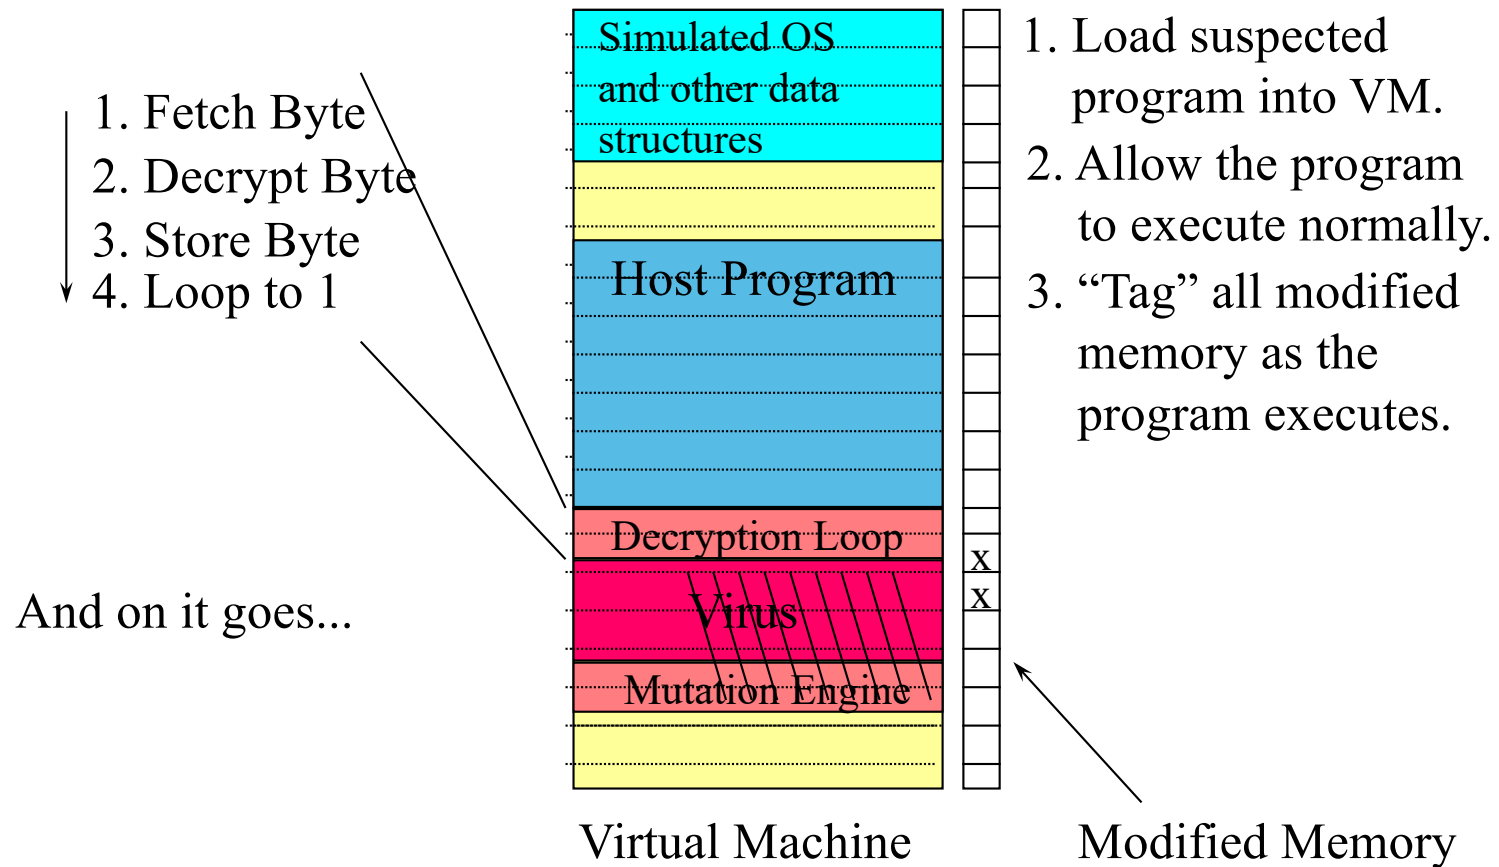 1. Fetch Byte
2. Decrypt Byte
3. Store Byte
4. Loop to 1
And on it goes...
Simulated OS
and other data
structures
Host Program
Decryption Loop
Virus
Mutation Engine
Virtual Machine
x
x
1. Load suspected
program into VM.
2. Allow the program
to execute normally.
3. “Tag” all modified
memory as the
program executes.
Modified Memory